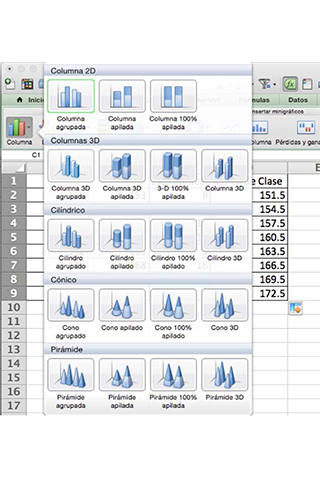 Columna 2D
Inicio
Fórmulas
Datos
Insertar minigráficos
Columna
Columna agrupada
Columna apilada
Columna 100% apilada
Columnas
Pérdidas y
C1
Columnas 3D
Columna 3D agrupada
Columna 3D apilada
3-D 100% apilada
Columna 3D
Cilíndrico
Cilindro agrupado
Cilindro apilado
Cilindro 100% apilado
Cilindro 3D
Cónico
Cono agrupado
Cono apilado
Cono 100% apilado
Cono 3D
Pirámide
Pirámide agrupada
Pirámide apilada
Pirámide 100% apilada
Pirámide 3D
E
1
e Clase
2
151.5
3
154.5
4
157.5
5
160.5
6
163.5
7
166.5
8
169.5
9
172.5
10
11
12
13
14
15
16
17